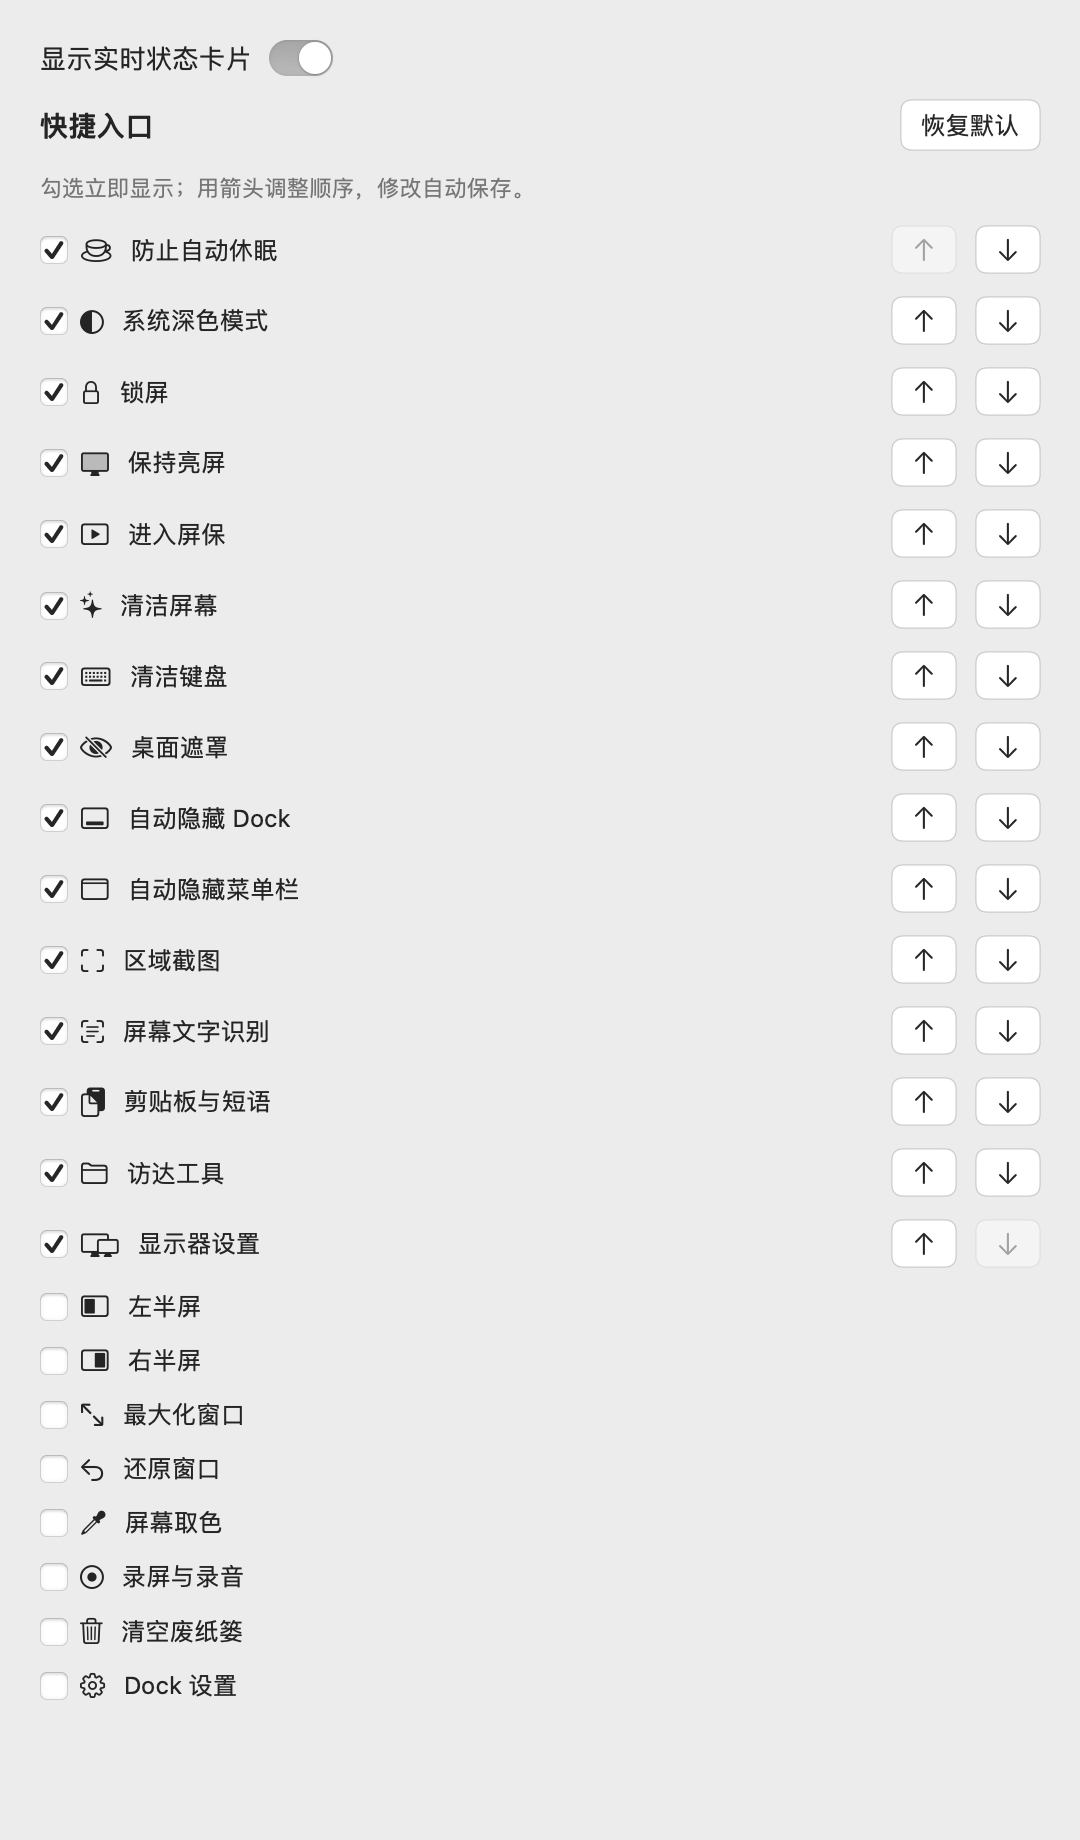 显示实时状态卡片
快捷入口
恢复默认
勾选立即显示；用箭头调整顺序，修改自动保存。
防止自动休眠
系统深色模式
锁屏
保持亮屏
进入屏保
清洁屏幕
清洁键盘
桌面遮罩
自动隐藏 Dock
自动隐藏菜单栏
区域截图
屏幕文字识别
剪贴板与短语
访达工具
显示器设置
左半屏
右半屏
最大化窗口
还原窗口
屏幕取色
录屏与录音
清空废纸篓
Dock 设置